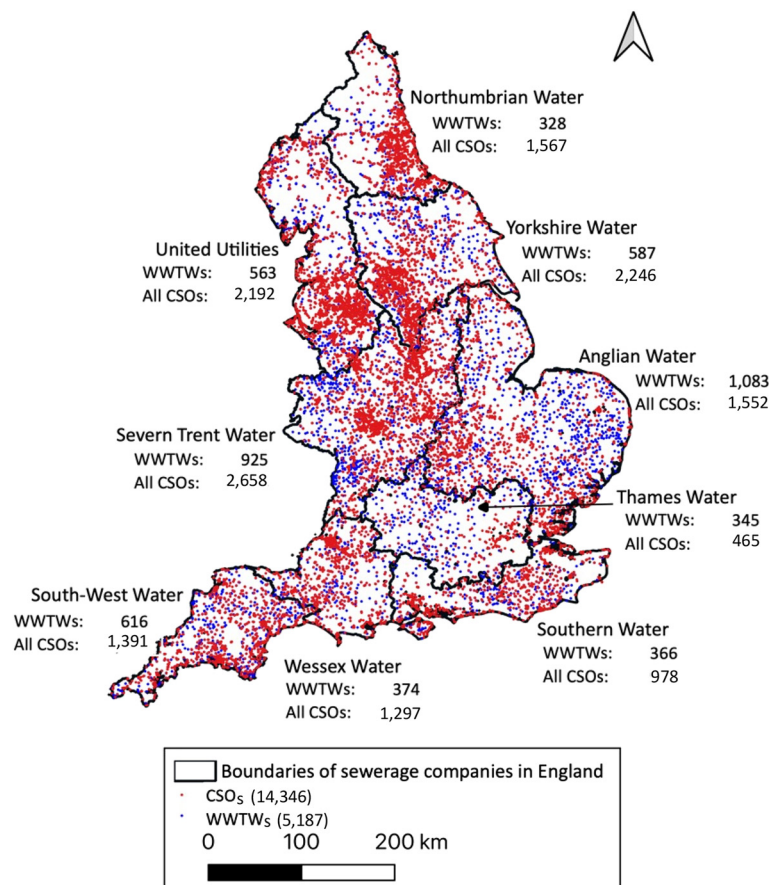 Northumbrian Water
WWTWs: 328
All CSOs: 1,567
Yorkshire Water
WWTWs: 587
All CSOs: 2,246
United Utilities
WWTWs: 563
All CSOs: 2,192
Anglian Water
WWTWs: 1,083
All CSOs: 1,552
Severn Trent Water
WWTWs: 925
All CSOs: 2,658
Thames Water
WWTWs: 345
All CSOs: 465
South-West Water
WWTWs: 616
All CSOs: 1,391
Southern Water
WWTWs: 366
All CSOs: 978
Wessex Water
WWTWs: 374
All CSOs: 1,297
Boundaries of sewerage companies in England
CSOs (14,346)
WWTWs (5,187)
0 100 200 km